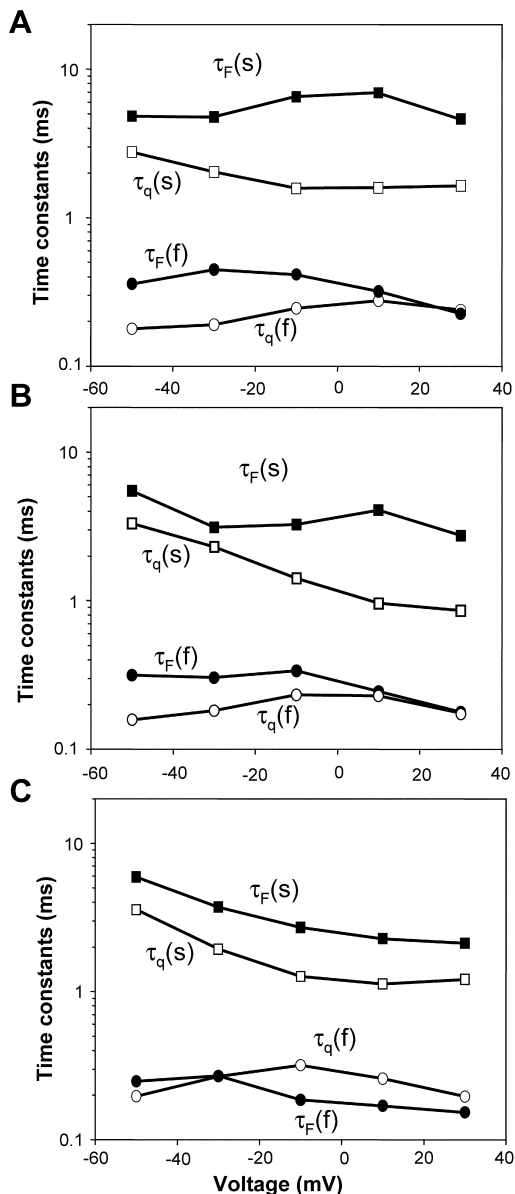 A
Time constants (ms)
10
1
0.1
τF(s)
τq(s)
τF(f)
τq(f)
-60 -40 -20 0 20 40
B
Time constants (ms)
10
1
0.1
τF(s)
τq(s)
τF(f)
τq(f)
-60 -40 -20 0 20 40
C
Time constants (ms)
10
1
0.1
τF(s)
τq(s)
τq(f)
τF(f)
-60 -40 -20 0 20 40
Voltage (mV)